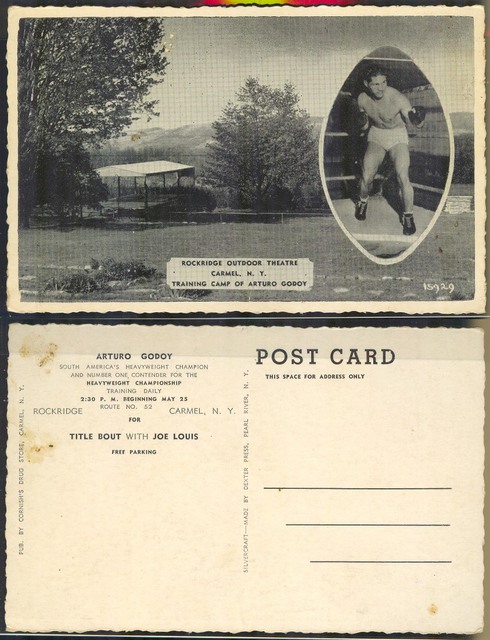 ROCKRIDGE OUTDOOR THEATRE
CARMEL, N. Y.
TRAINING CAMP OF ARTURO GODOY
15929
ARTURO GODOY
SOUTH AMERICA'S HEAVYWEIGHT CHAMPION
AND NUMBER ONE CONTENDER FOR THE
HEAVYWEIGHT CHAMPIONSHIP
TRAINING DAILY
2:30 P. M. BEGINNING MAY 25
ROUTE NO. 52
ROCKRIDGE CARMEL, N. Y.
FOR
TITLE BOUT WITH JOE LOUIS
FREE PARKING
PUB. BY CORNISH'S DRUG STORE, CARMEL, N. Y.
SILVERCRAFT—MADE BY DEXTER PRESS, PEARL RIVER, N. Y.
POST CARD
THIS SPACE FOR ADDRESS ONLY